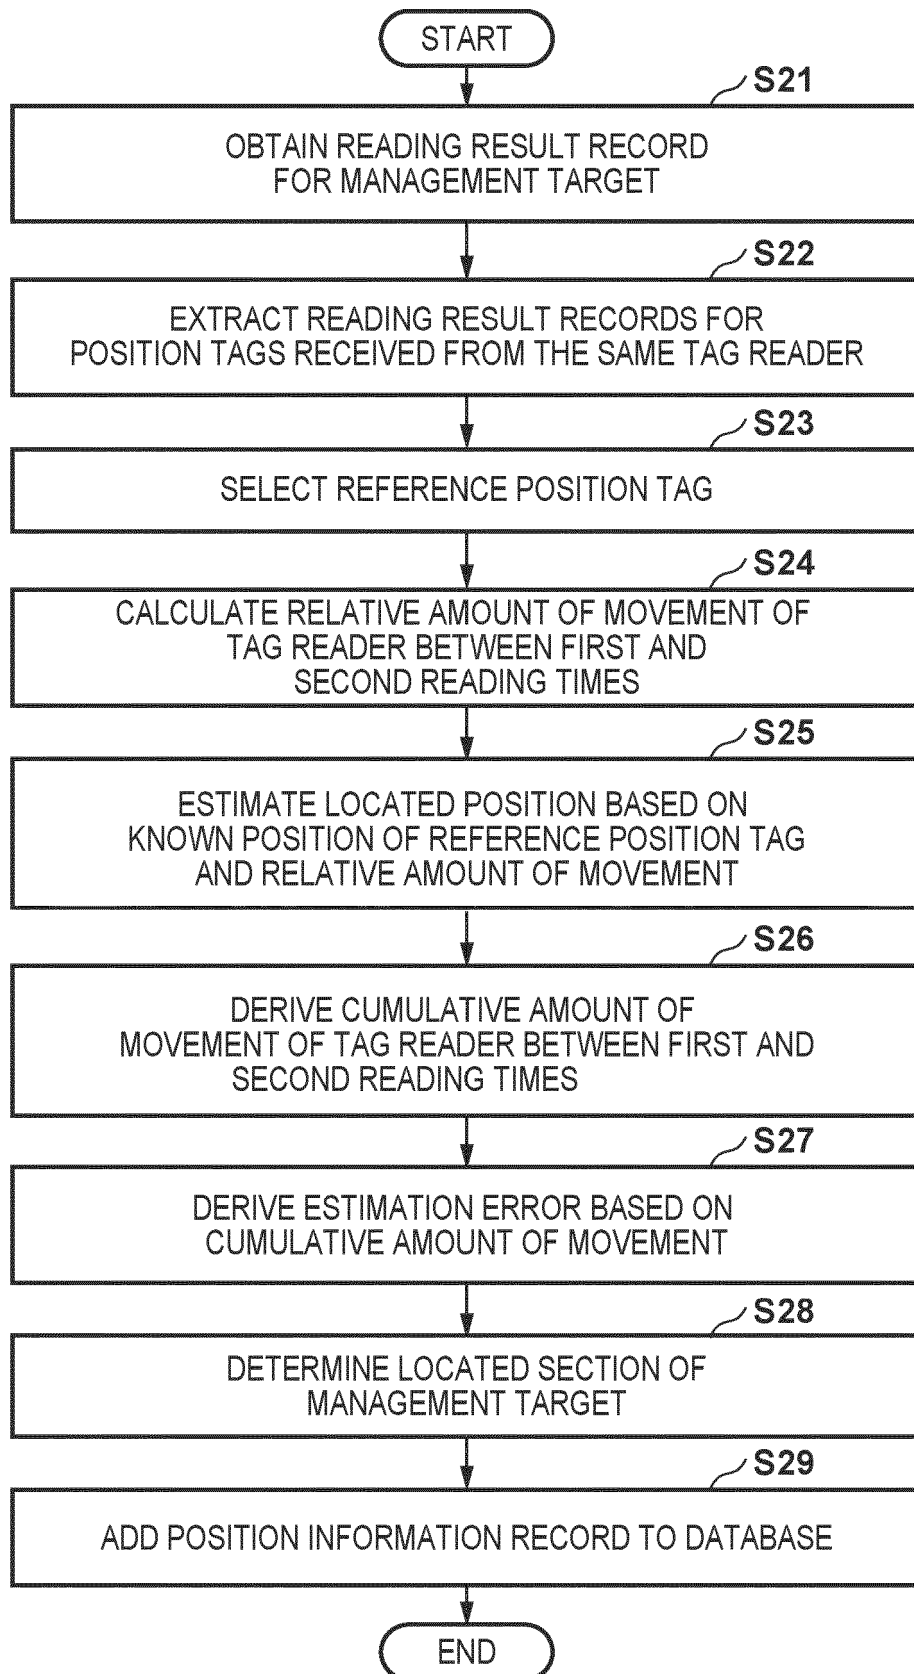 START
S21
OBTAIN READING RESULT RECORD
FOR MANAGEMENT TARGET
S22
EXTRACT READING RESULT RECORDS FOR
POSITION TAGS RECEIVED FROM THE SAME TAG READER
S23
SELECT REFERENCE POSITION TAG
S24
CALCULATE RELATIVE AMOUNT OF MOVEMENT OF
TAG READER BETWEEN FIRST AND
SECOND READING TIMES
S25
ESTIMATE LOCATED POSITION BASED ON
KNOWN POSITION OF REFERENCE POSITION TAG
AND RELATIVE AMOUNT OF MOVEMENT
S26
DERIVE CUMULATIVE AMOUNT OF
MOVEMENT OF TAG READER BETWEEN FIRST AND
SECOND READING TIMES
S27
DERIVE ESTIMATION ERROR BASED ON
CUMULATIVE AMOUNT OF MOVEMENT
S28
DETERMINE LOCATED SECTION OF
MANAGEMENT TARGET
S29
ADD POSITION INFORMATION RECORD TO DATABASE
END